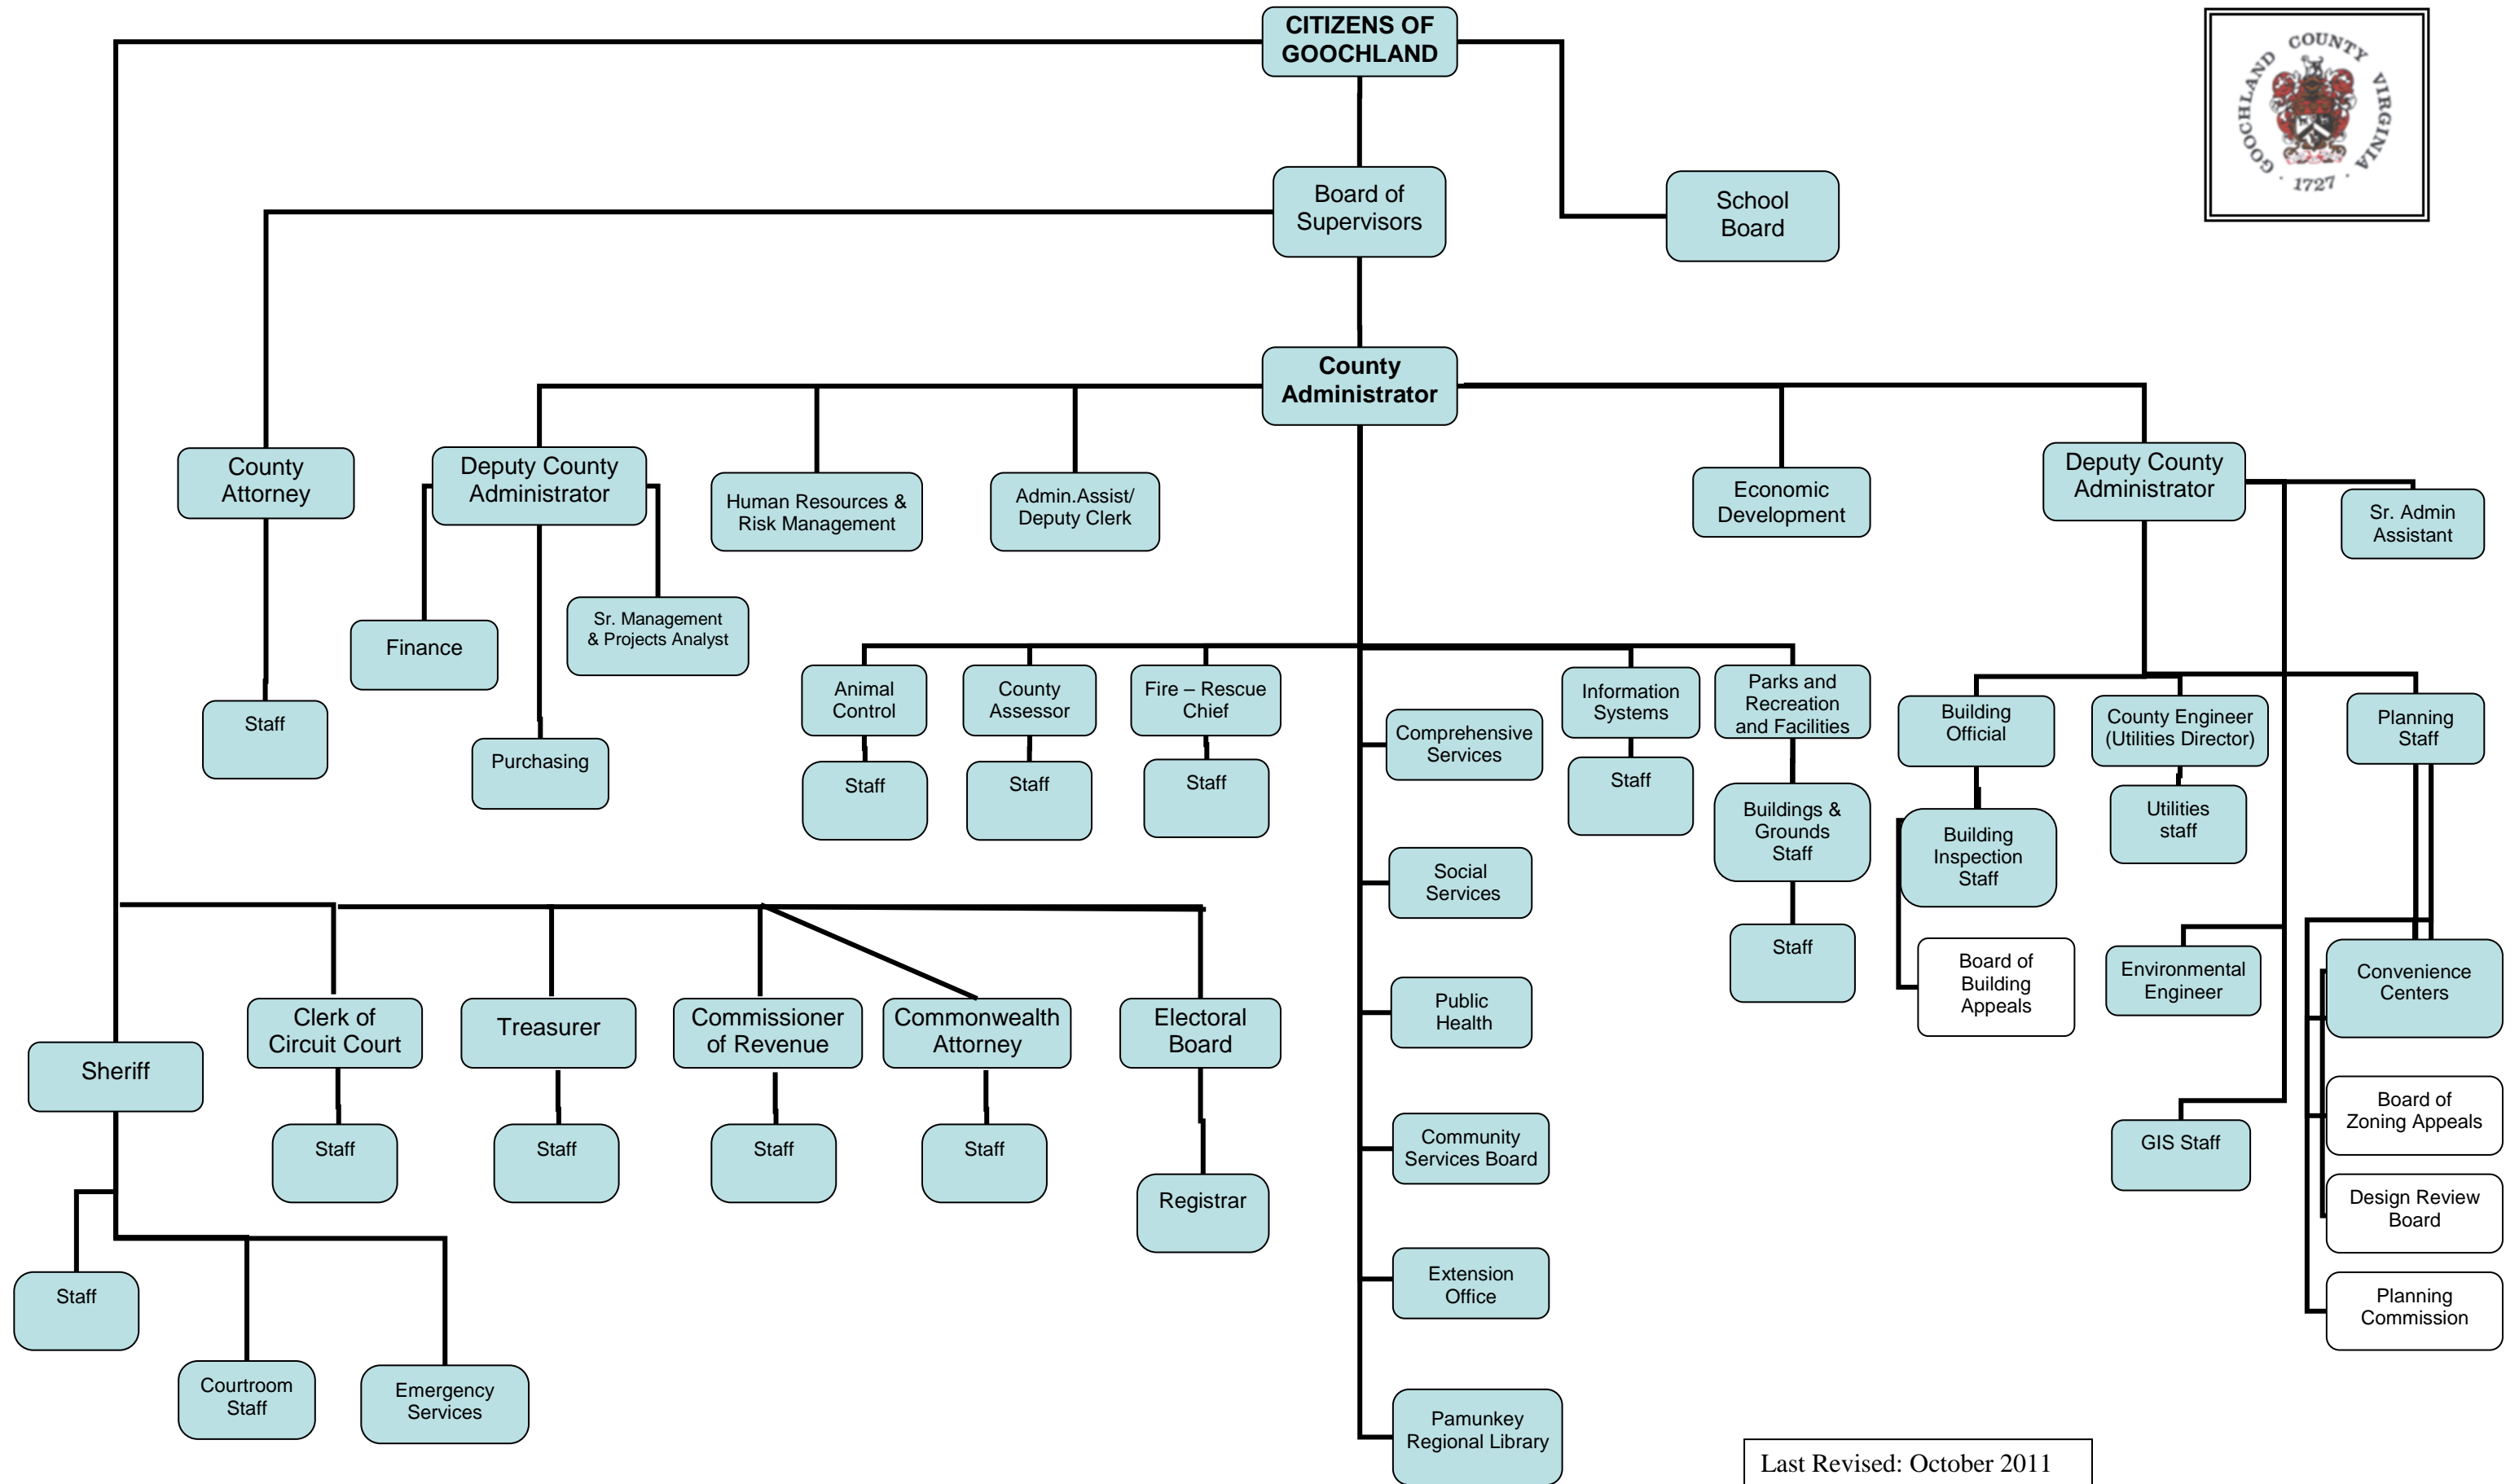 CITIZENS OF
GOOCHLAND
GOOCHLAND COUNTY VIRGINIA
· 1727 ·
Board of
Supervisors
School
Board
County
Administrator
County
Attorney
Deputy County
Administrator
Human Resources &
Risk Management
Admin.Assist/
Deputy Clerk
Economic
Development
Deputy County
Administrator
Sr. Admin
Assistant
Finance
Sr. Management
& Projects Analyst
Staff
Purchasing
Animal
Control
County
Assessor
Fire – Rescue
Chief
Comprehensive
Services
Information
Systems
Parks and
Recreation
and Facilities
Building
Official
County Engineer
(Utilities Director)
Planning
Staff
Staff
Staff
Staff
Staff
Buildings &
Grounds
Staff
Building
Inspection
Staff
Utilities
staff
Social
Services
Staff
Board of
Building
Appeals
Environmental
Engineer
Convenience
Centers
Public
Health
Sheriff
Clerk of
Circuit Court
Treasurer
Commissioner
of Revenue
Commonwealth
Attorney
Electoral
Board
Staff
Staff
Staff
Staff
Registrar
Community
Services Board
GIS Staff
Board of
Zoning Appeals
Design Review
Board
Extension
Office
Planning
Commission
Staff
Courtroom
Staff
Emergency
Services
Pamunkey
Regional Library
Last Revised: October 2011